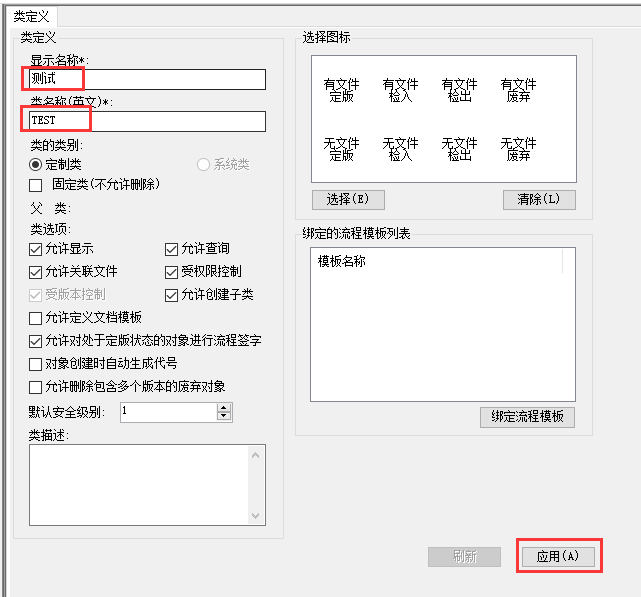 类定义
类定义
显示名称*:
测试
类名称(英文)*:
TEST
类的类别:
定制类
系统类
固定类(不允许删除)
父 类:
类选项:
允许显示
允许查询
允许关联文件
受权限控制
受版本控制
允许创建子类
允许定义文档模板
允许对处于定版状态的对象进行流程签字
对象创建时自动生成代号
允许删除包含多个版本的废弃对象
默认安全级别:
1
类描述:
选择图标
有文件 有文件 有文件 有文件
定版 检入 检出 废弃
无文件 无文件 无文件 无文件
定版 检入 检出 废弃
选择(E)
清除(L)
绑定的流程模板列表
模板名称
绑定流程模板
刷新
应用(A)